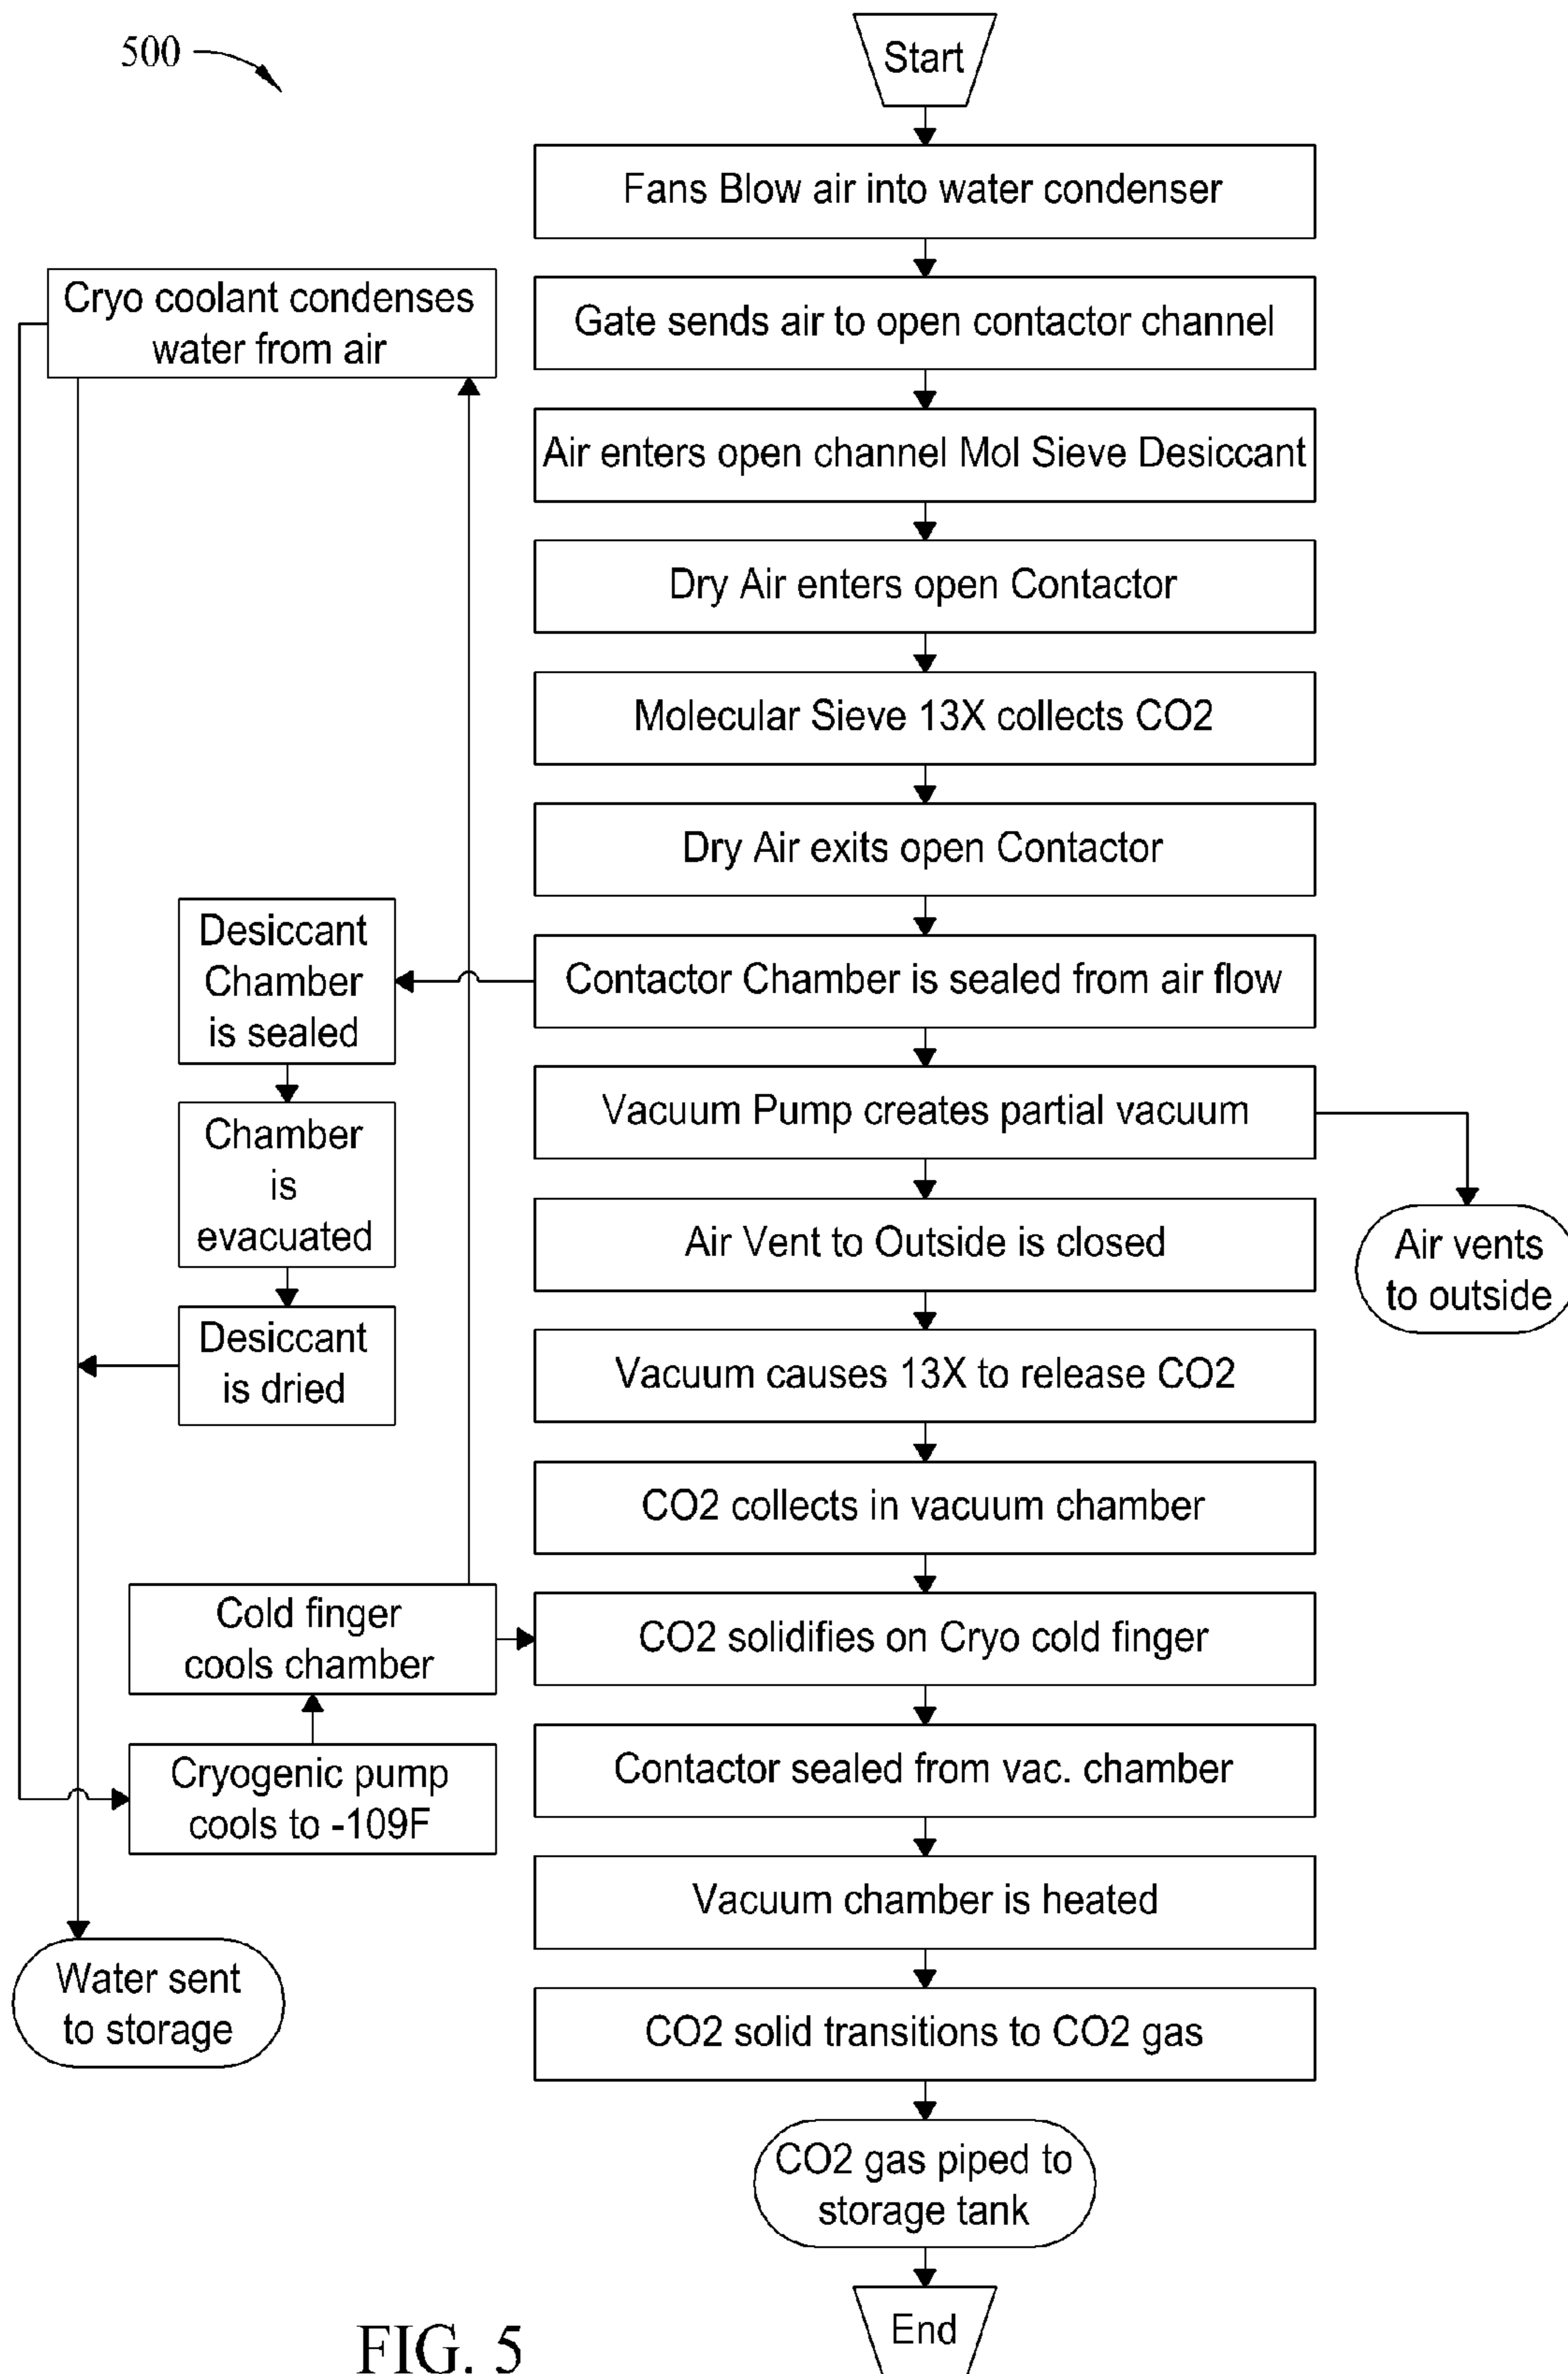 500
Start
Fans Blow air into water condenser
Cryo coolant condenses
water from air
Gate sends air to open contactor channel
Air enters open channel Mol Sieve Desiccant
Dry Air enters open Contactor
Molecular Sieve 13X collects CO2
Dry Air exits open Contactor
Desiccant
Chamber
is sealed
Contactor Chamber is sealed from air flow
Chamber
is
evacuated
Vacuum Pump creates partial vacuum
Air Vent to Outside is closed
Air vents
to outside
Desiccant
is dried
Vacuum causes 13X to release CO2
CO2 collects in vacuum chamber
Cold finger
cools chamber
CO2 solidifies on Cryo cold finger
Cryogenic pump
cools to -109F
Contactor sealed from vac. chamber
Vacuum chamber is heated
Water sent
to storage
CO2 solid transitions to CO2 gas
CO2 gas piped to
storage tank
End
FIG. 5